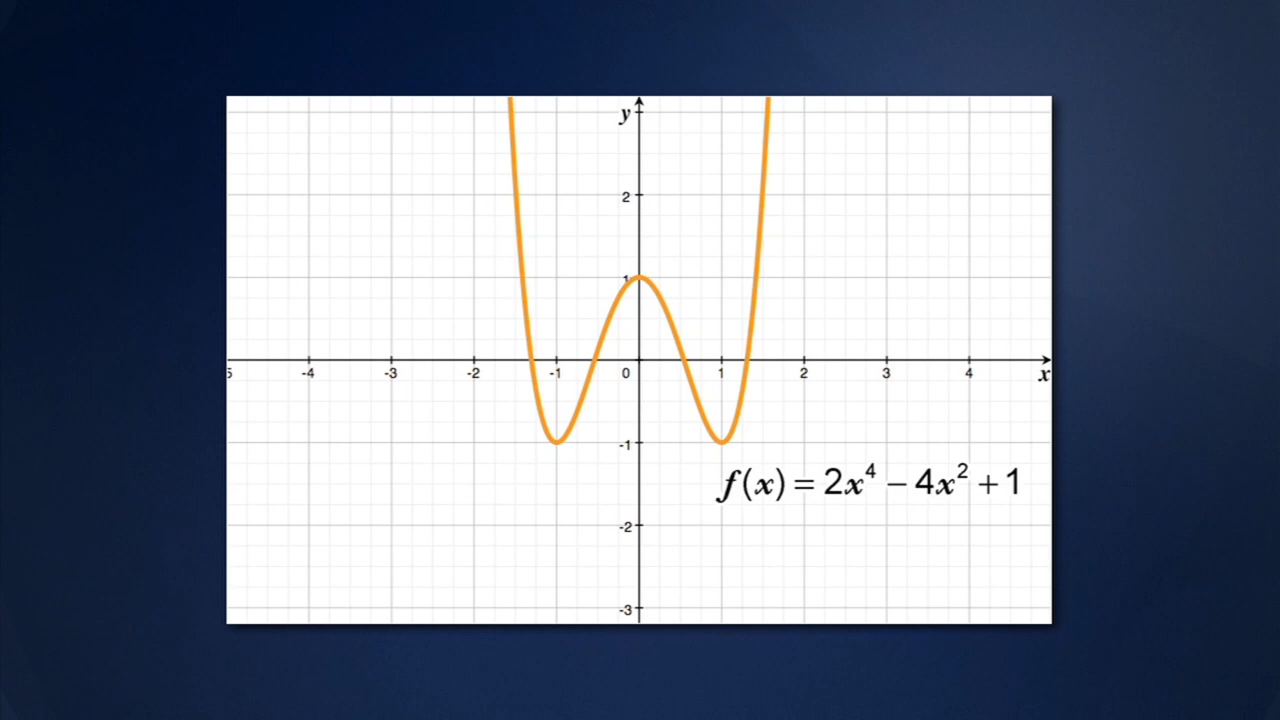 y
2
1
5 -4 -3 -2 -1 0 1 2 3 4 x
-1
f(x) = 2x⁴ − 4x² + 1
-2
-3